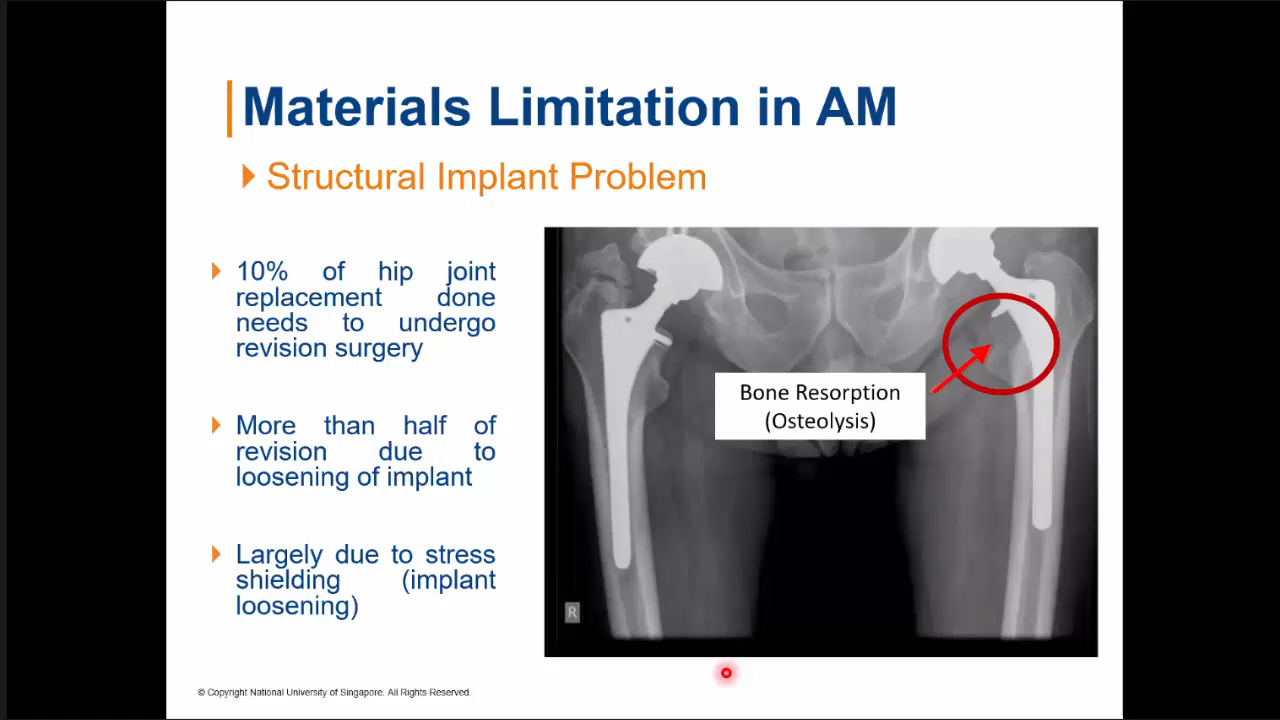 Materials Limitation in AM
Structural Implant Problem
10% of hip joint
replacement done
needs to undergo
revision surgery
More than half of
revision due to
loosening of implant
Largely due to stress
shielding (implant
loosening)
Bone Resorption
(Osteolysis)
R
© Copyright National University of Singapore. All Rights Reserved.